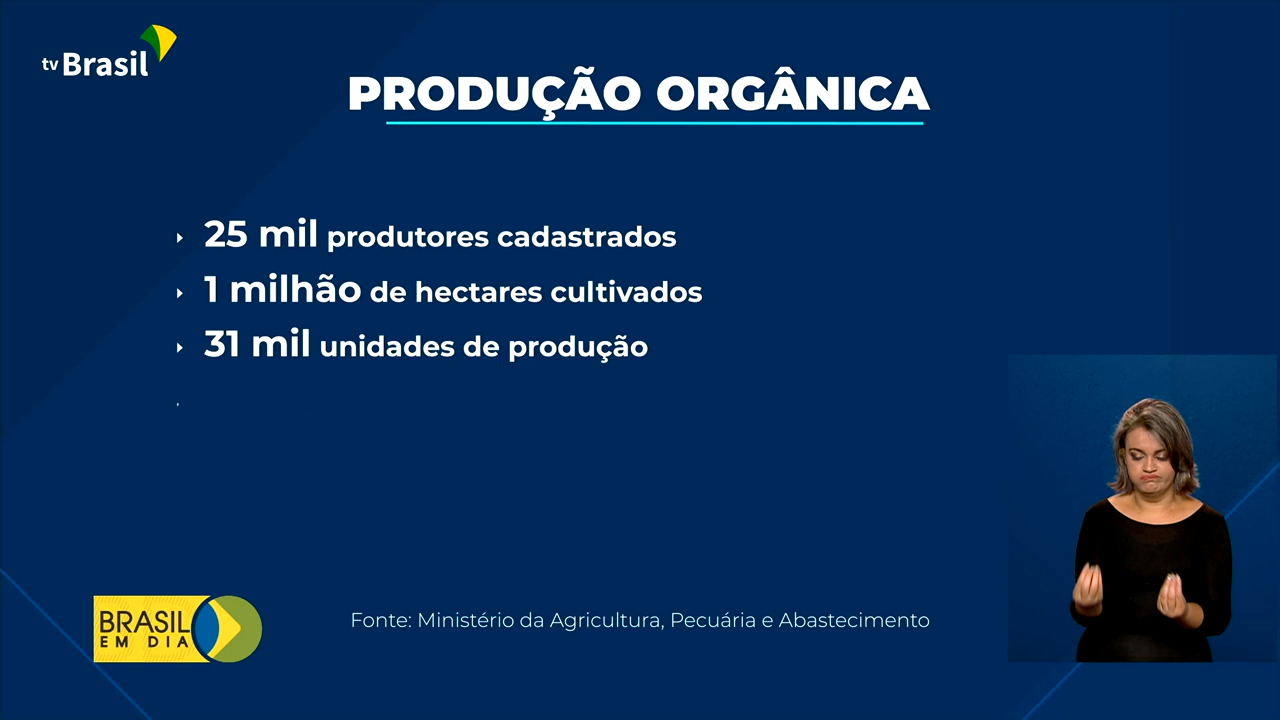 tv Brasil
PRODUÇÃO ORGÂNICA
25 mil produtores cadastrados
1 milhão de hectares cultivados
31 mil unidades de produção
BRASIL
EM DIA
Fonte: Ministério da Agricultura, Pecuária e Abastecimento